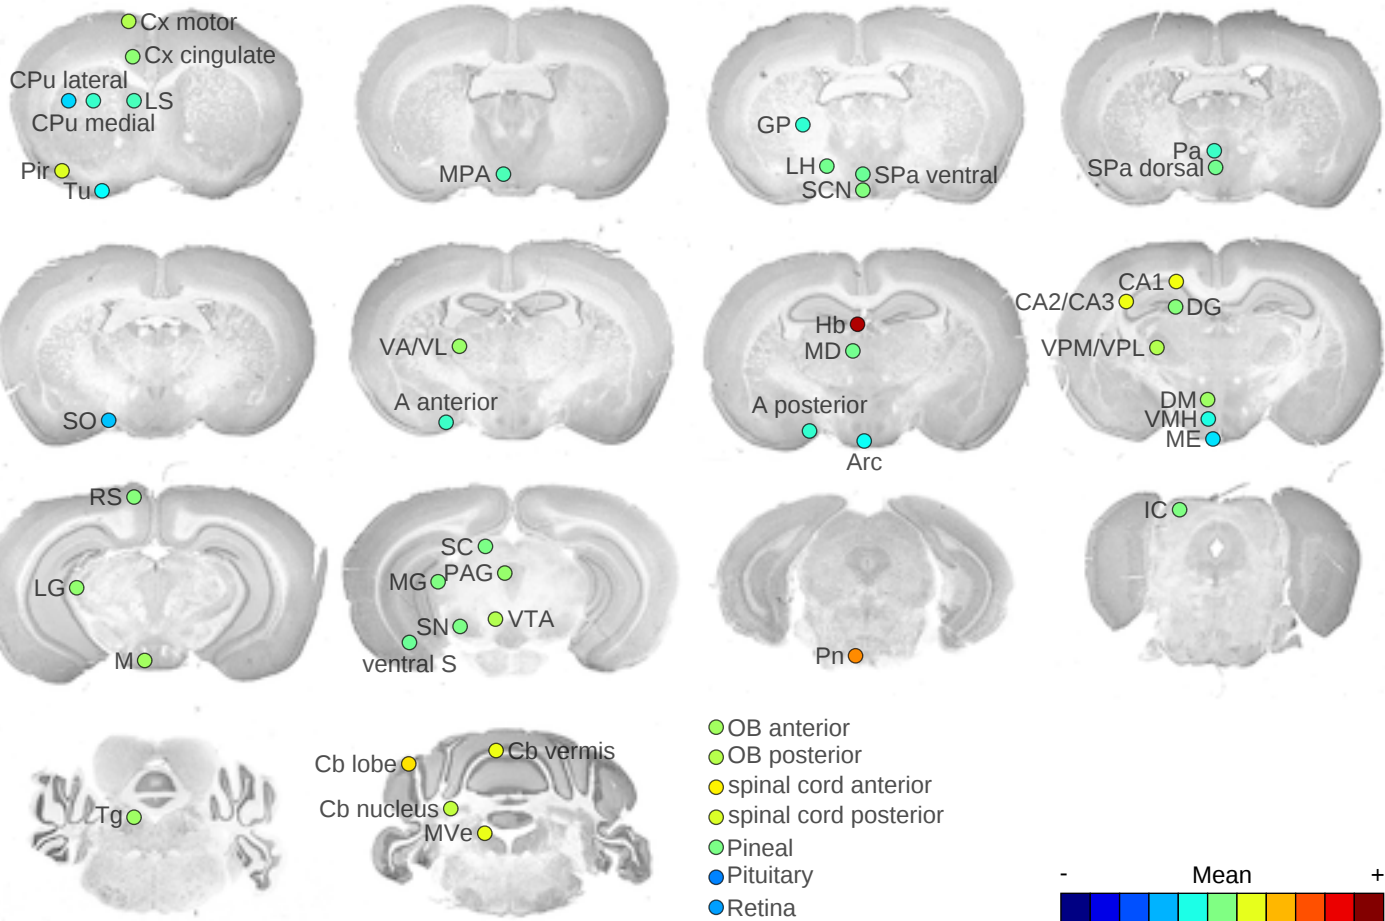 Cx motor
Cx cingulate
CPu lateral
LS
CPu medial
Pir
Tu
MPA
GP
LH
SPa ventral
SCN
Pa
SPa dorsal
SO
VA/VL
A anterior
Hb
MD
A posterior
Arc
CA1
CA2/CA3
DG
VPM/VPL
DM
VMH
ME
RS
LG
M
SC
MG
PAG
SN
VTA
ventral S
Pn
IC
Tg
Cb lobe
Cb vermis
Cb nucleus
MVe
OB anterior
OB posterior
spinal cord anterior
spinal cord posterior
Pineal
Pituitary
Retina
- Mean +